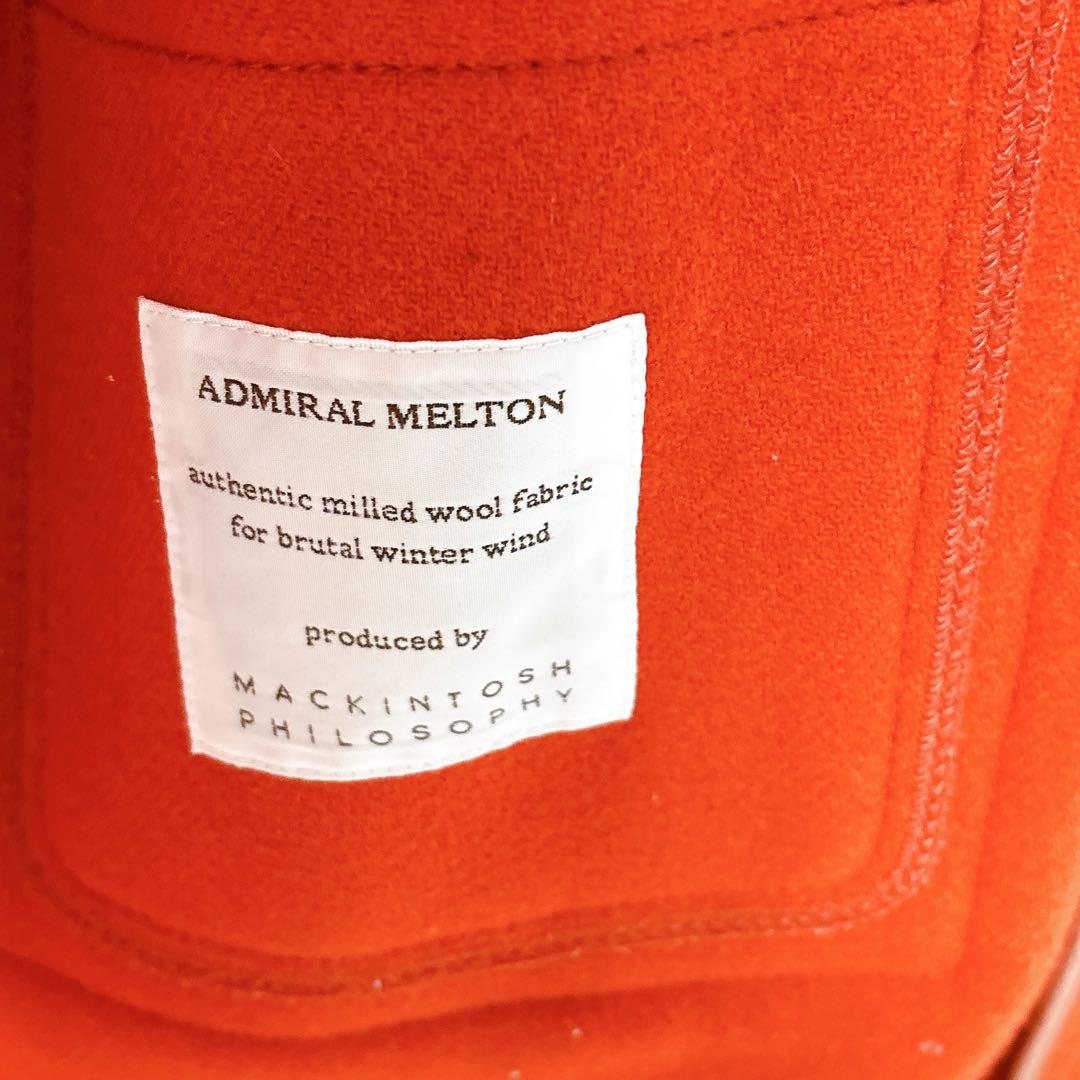 ADMIRAL MELTON
authentic milled wool fabric
for brutal winter wind
produced by
MACKINTOSH
PHILOSOPHY